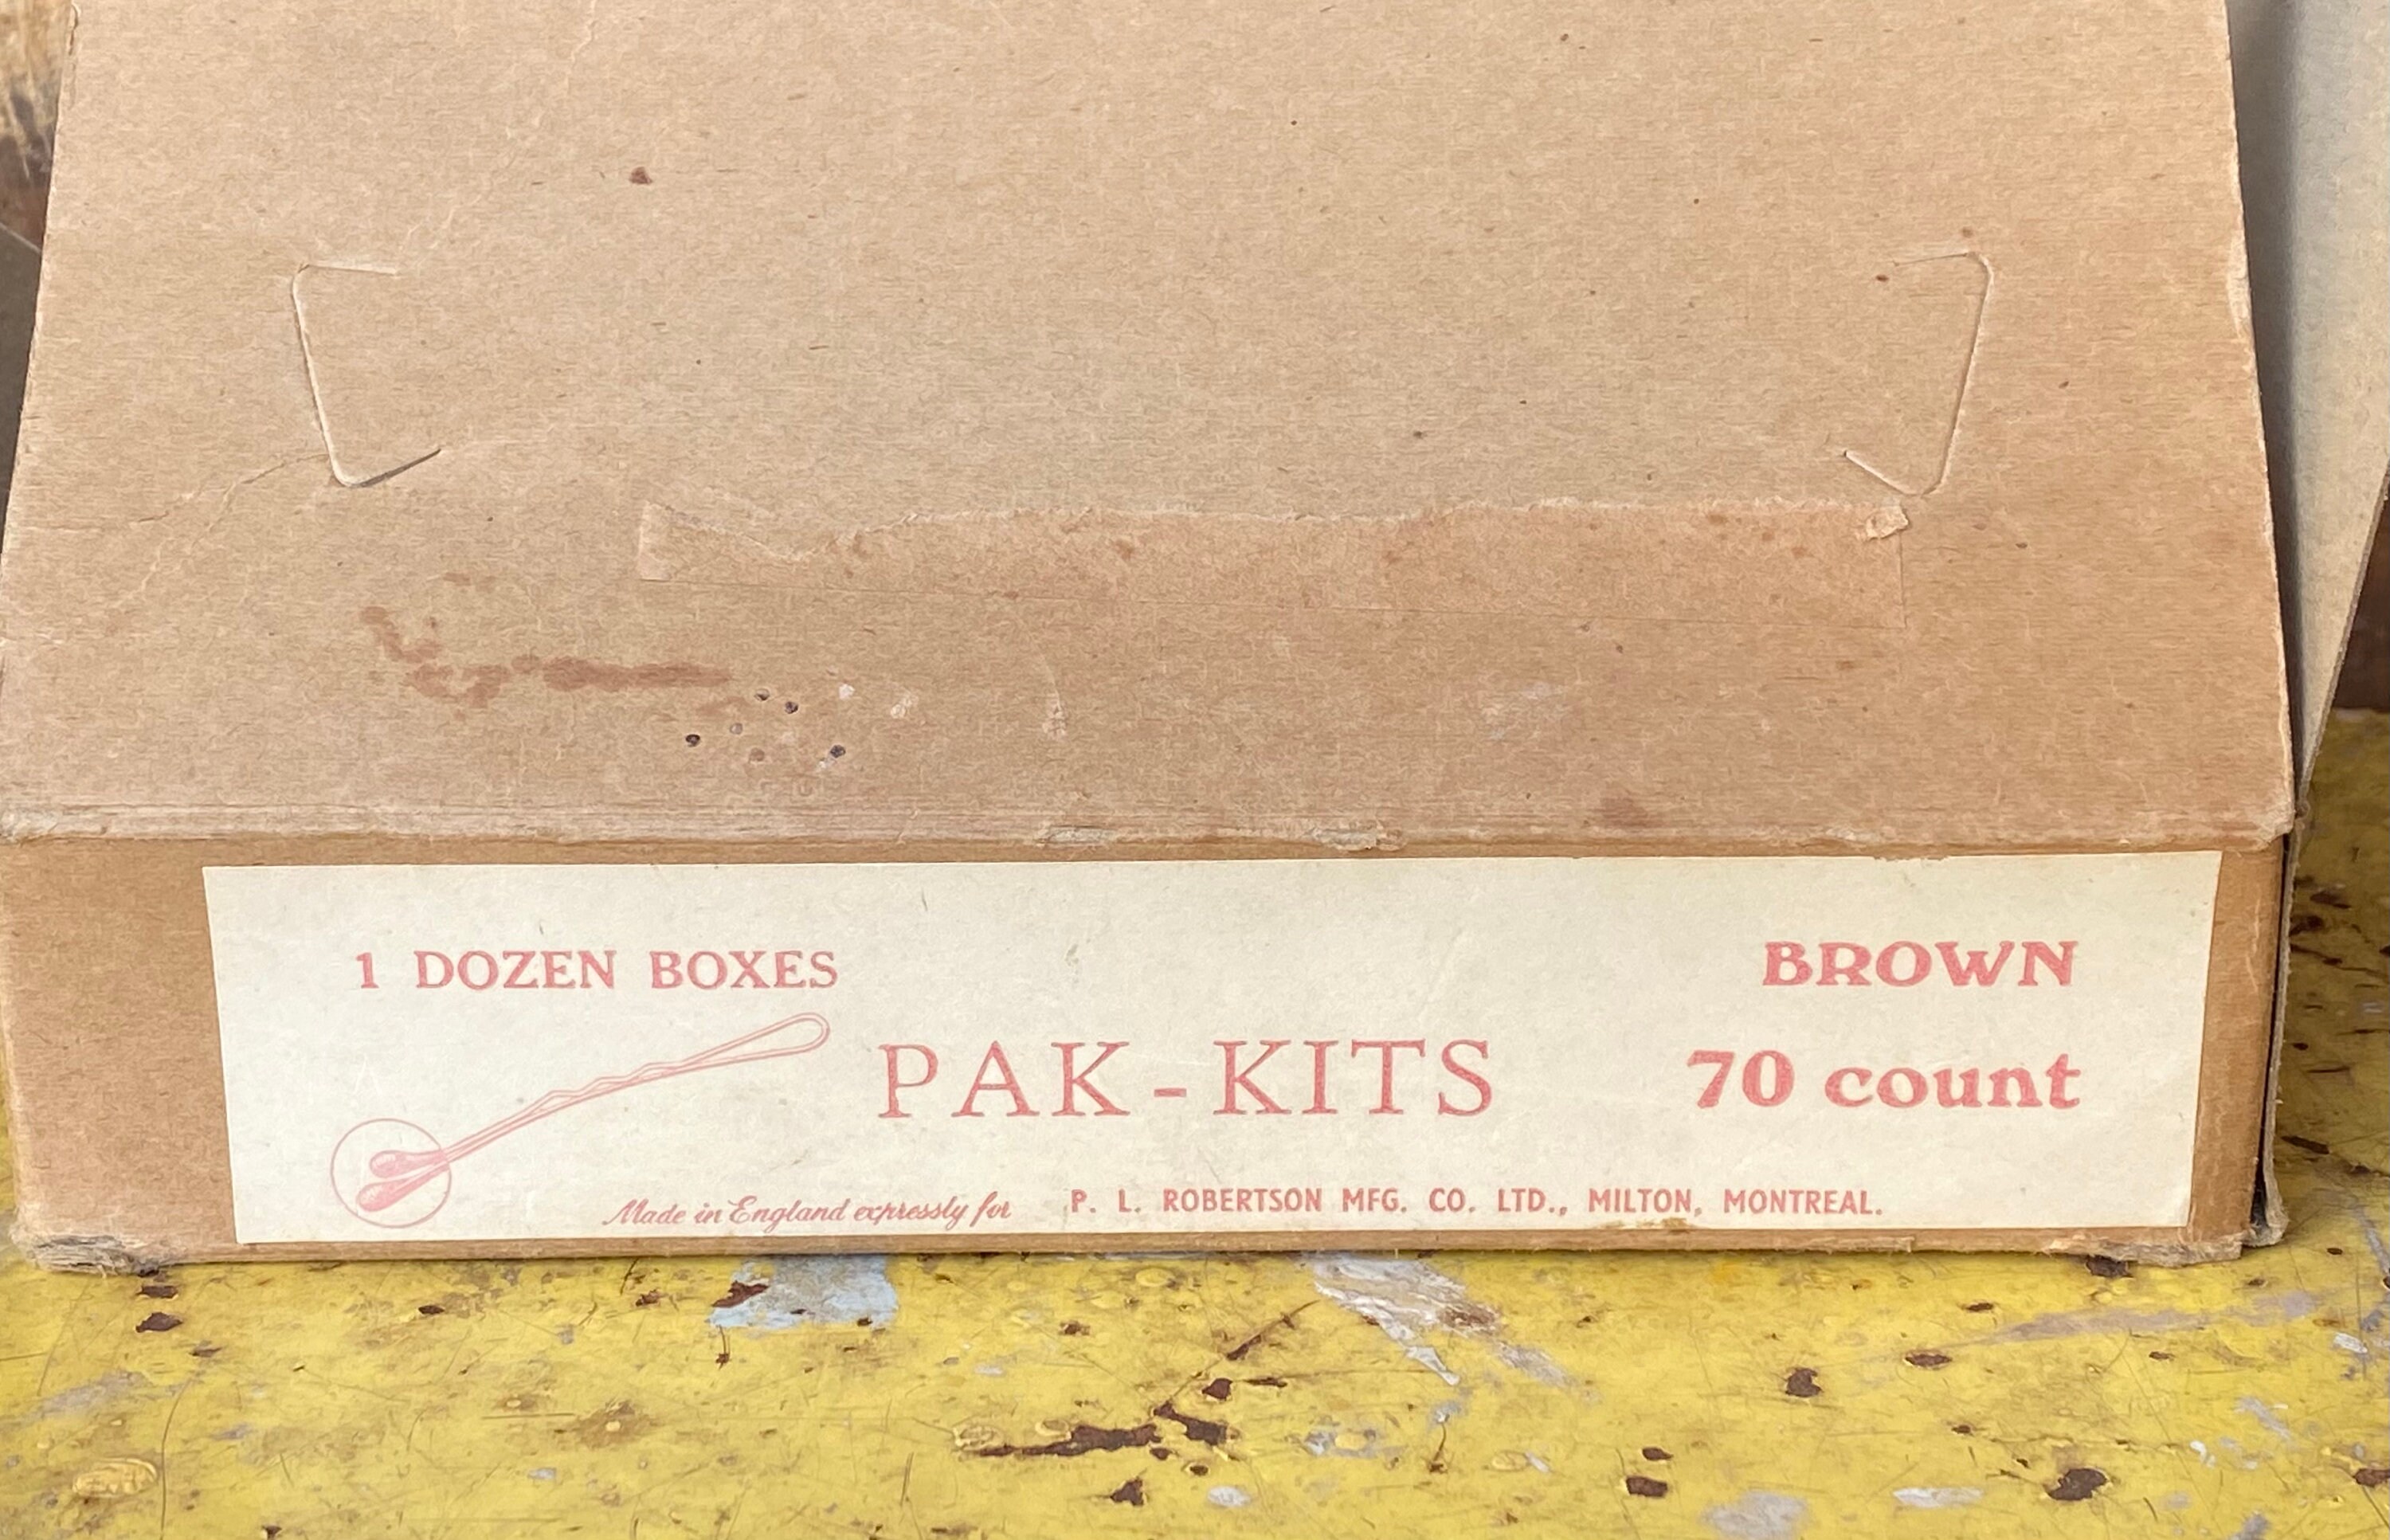 1 DOZEN BOXES
BROWN
PAK-KITS
70 count
Made in England expressly for P. L. ROBERTSON MFG. CO. LTD., MILTON, MONTREAL.